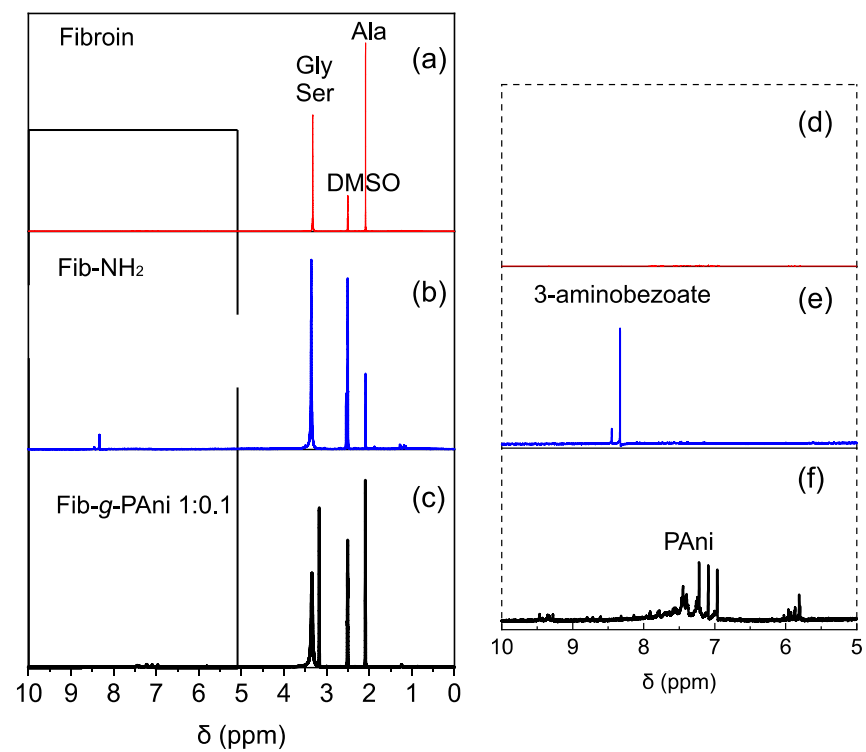 Fibroin
(a)
Ala
Gly
Ser
DMSO
Fib-NH₂
(b)
Fib-g-PAni 1:0.1
(c)
10 9 8 7 6 5 4 3 2 1 0
δ (ppm)
(d)
3-aminobezoate
(e)
(f)
PAni
10 9 8 7 6 5
δ (ppm)